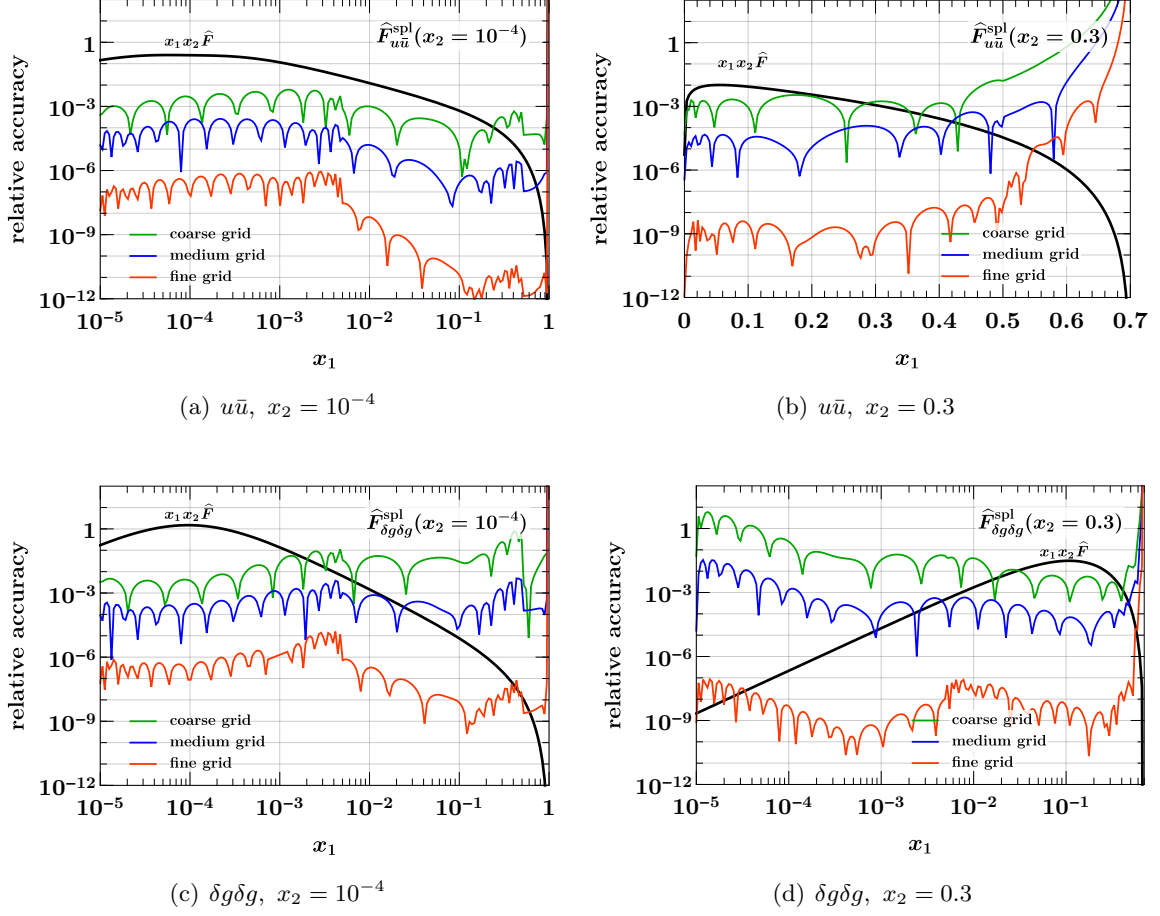 1
10⁻³
10⁻⁶
10⁻⁹
10⁻¹²
relative accuracy
x₁x₂F̂
F̂ᵤᵤ̄ˢᵖˡ(x₂ = 10⁻⁴)
coarse grid
medium grid
fine grid
10⁻⁵ 10⁻⁴ 10⁻³ 10⁻² 10⁻¹ 1
x₁
(a) uū, x₂ = 10⁻⁴
1
10⁻³
10⁻⁶
10⁻⁹
10⁻¹²
relative accuracy
x₁x₂F̂
F̂ᵤᵤ̄ˢᵖˡ(x₂ = 0.3)
coarse grid
medium grid
fine grid
0 0.1 0.2 0.3 0.4 0.5 0.6 0.7
x₁
(b) uū, x₂ = 0.3
1
10⁻³
10⁻⁶
10⁻⁹
10⁻¹²
relative accuracy
x₁x₂F̂
F̂_{δgδg}^{spl}(x₂ = 10⁻⁴)
coarse grid
medium grid
fine grid
10⁻⁵ 10⁻⁴ 10⁻³ 10⁻² 10⁻¹ 1
x₁
(c) δgδg, x₂ = 10⁻⁴
1
10⁻³
10⁻⁶
10⁻⁹
10⁻¹²
relative accuracy
F̂_{δgδg}^{spl}(x₂ = 0.3)
x₁x₂F̂
coarse grid
medium grid
fine grid
10⁻⁵ 10⁻⁴ 10⁻³ 10⁻² 10⁻¹
x₁
(d) δgδg, x₂ = 0.3